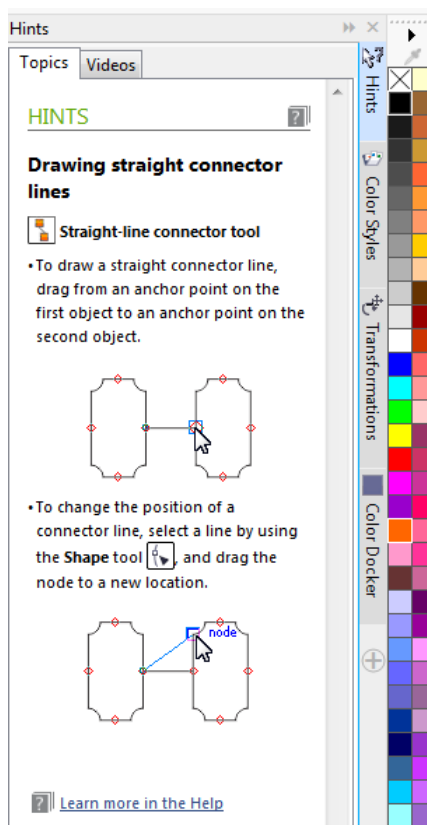 Hints
Topics
Videos
HINTS
Drawing straight connector
lines
Straight-line connector tool
• To draw a straight connector line,
drag from an anchor point on the
first object to an anchor point on the
second object.
• To change the position of a
connector line, select a line by using
the Shape tool , and drag the
node to a new location.
node
Learn more in the Help
Hints
Color Styles
Transformations
Color Docker